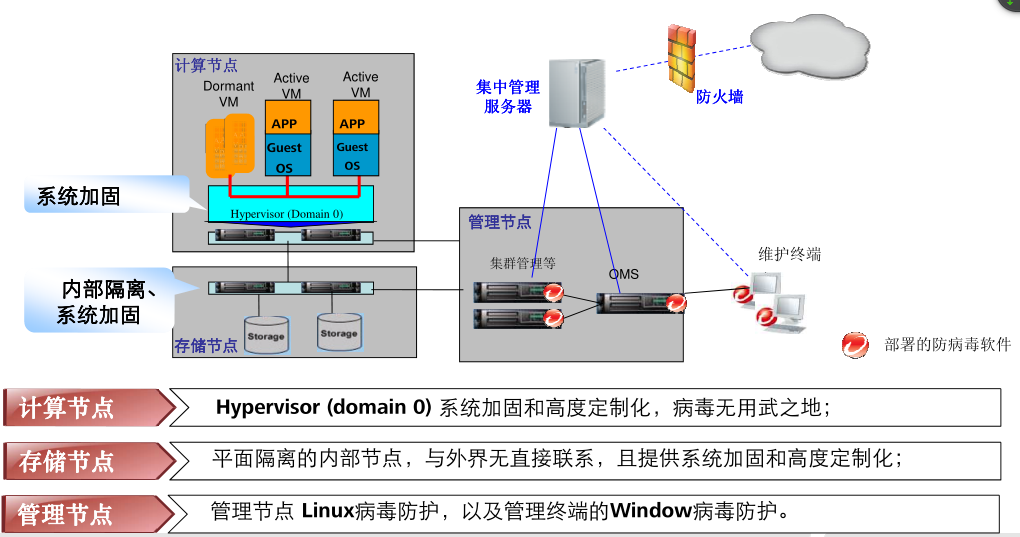 计算节点
Dormant
VM
Active
VM
Active
VM
APP
Guest
OS
APP
Guest
OS
Hypervisor (Domain 0)
系统加固
内部隔离、
系统加固
Storage
Storage
存储节点
集中管理
服务器
防火墙
管理节点
集群管理等
OMS
维护终端
部署的防病毒软件
计算节点
Hypervisor (domain 0) 系统加固和高度定制化，病毒无用武之地；
存储节点
平面隔离的内部节点，与外界无直接联系，且提供系统加固和高度定制化；
管理节点
管理节点 Linux病毒防护，以及管理终端的Window病毒防护。